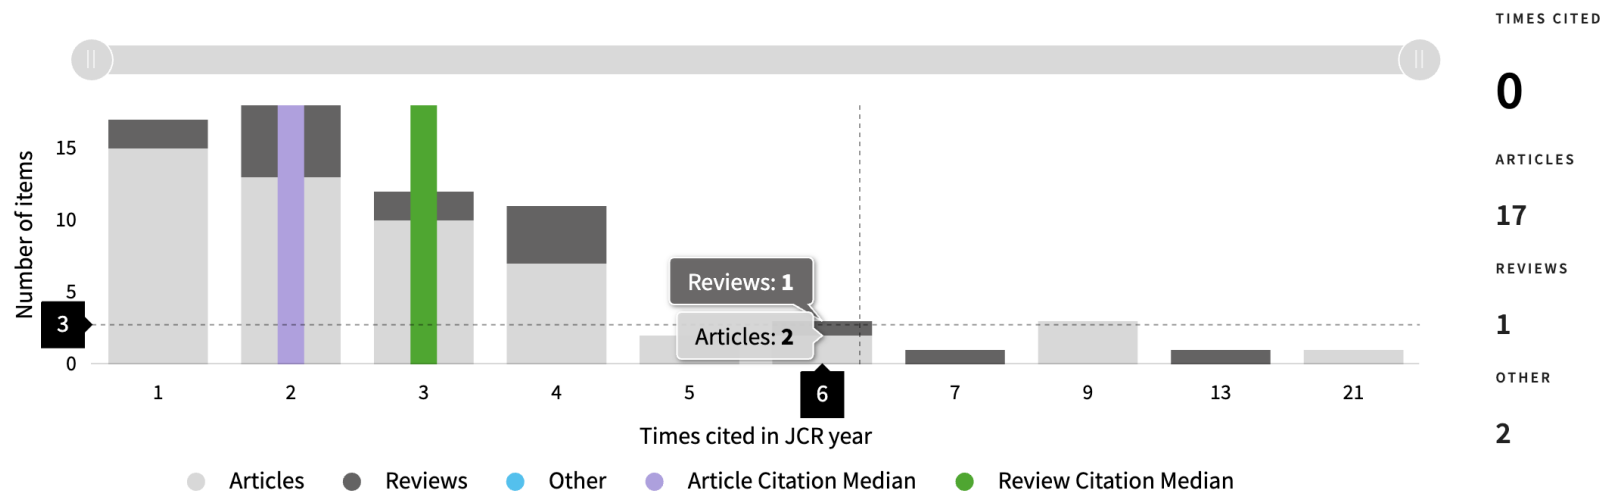 TIMES CITED
0
ARTICLES
17
REVIEWS
1
OTHER
2
Number of items
15
10
5
3
0
Reviews: 1
Articles: 2
1 2 3 4 5 6 7 9 13 21
Times cited in JCR year
Articles Reviews Other Article Citation Median Review Citation Median